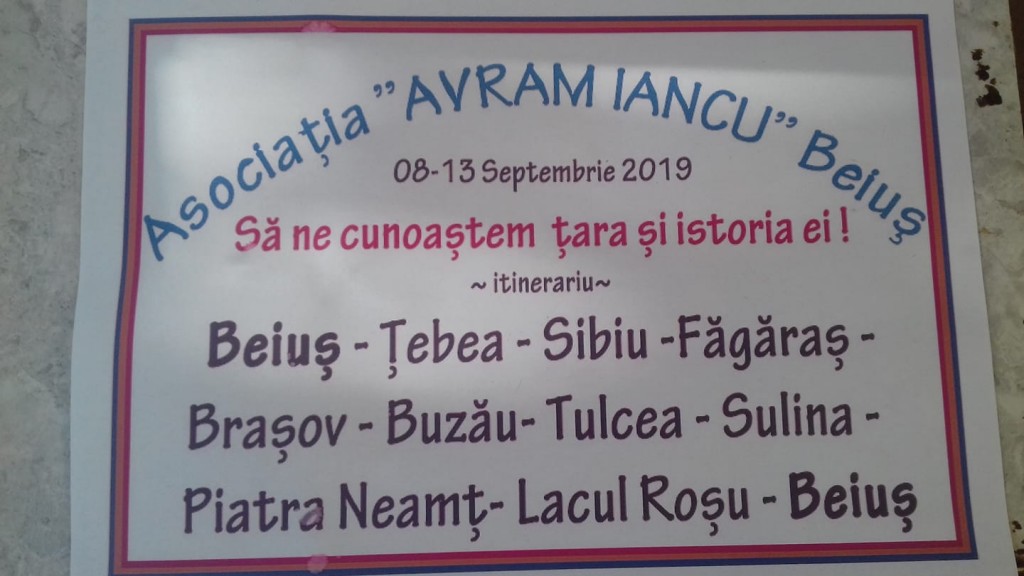 Asociația "AVRAM IANCU" Beiuș
08-13 Septembrie 2019
Să ne cunoaștem țara și istoria ei !
~ itinerariu~
Beiuș - Țebea - Sibiu -Făgăraș -
Brașov - Buzău- Tulcea - Sulina -
Piatra Neamț- Lacul Roșu - Beiuș